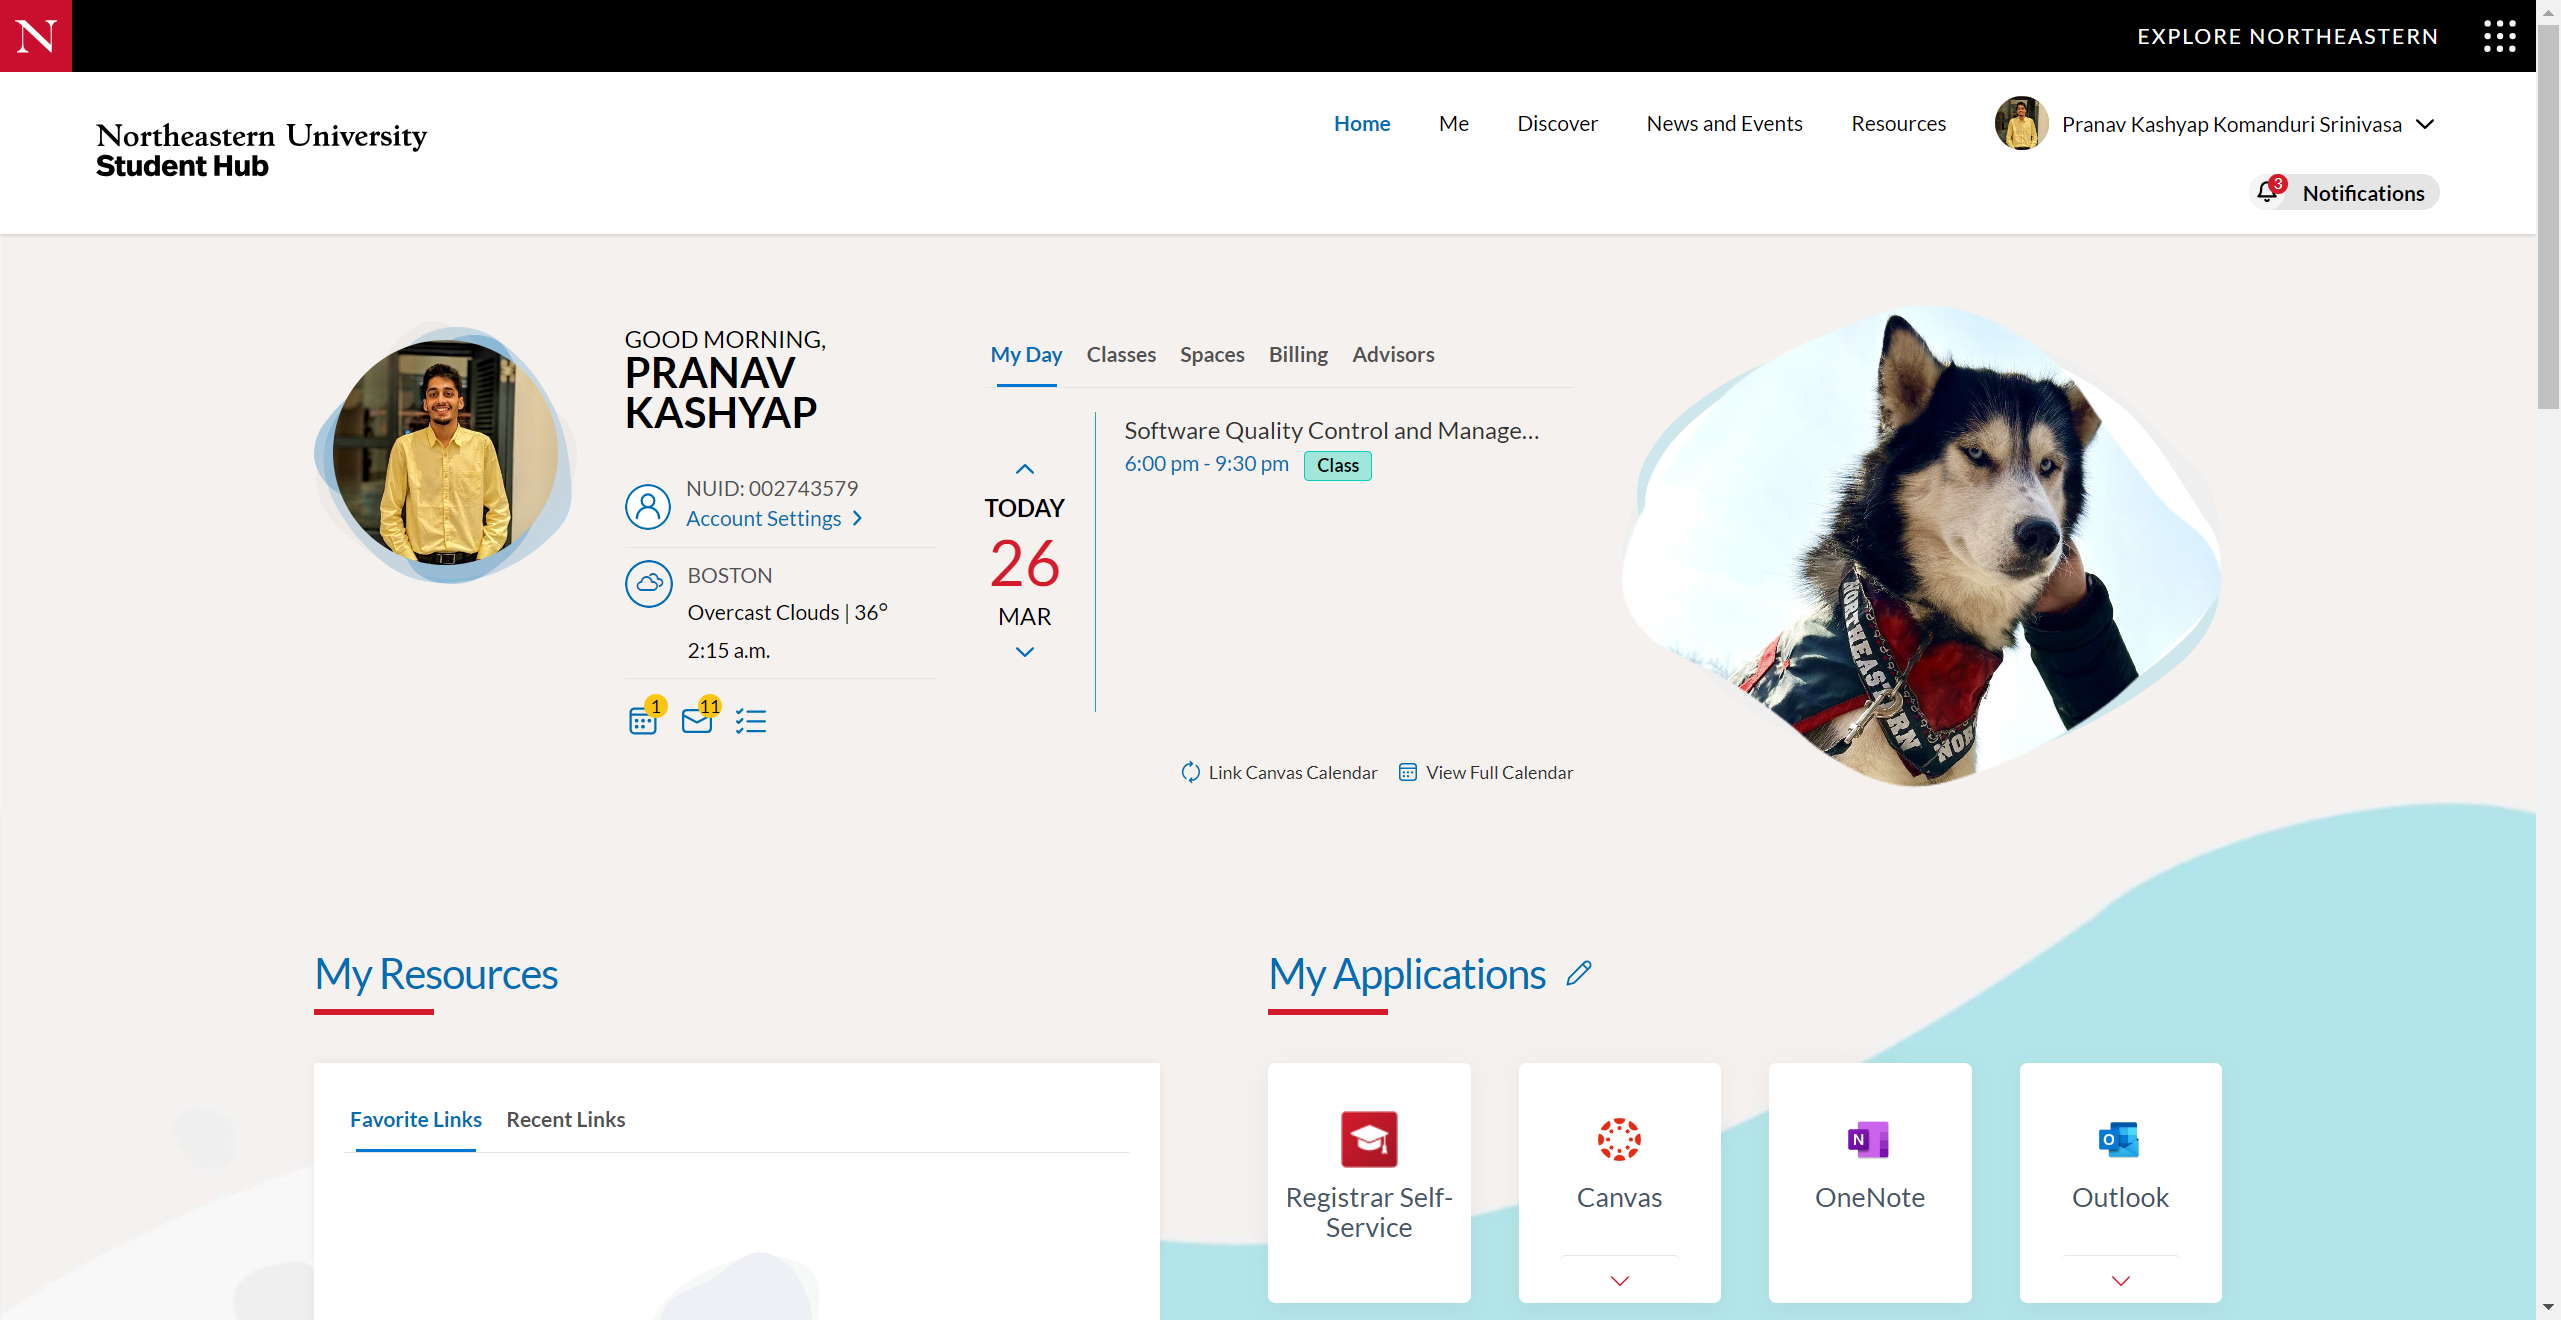 N
EXPLORE NORTHEASTERN
Northeastern University
Student Hub
Home
Me
Discover
News and Events
Resources
Pranav Kashyap Komanduri Srinivasa
3
Notifications
GOOD MORNING,
PRANAV
KASHYAP
NUID: 002743579
Account Settings
BOSTON
Overcast Clouds | 36°
2:15 a.m.
1
11
My Day
Classes
Spaces
Billing
Advisors
TODAY
26
MAR
Software Quality Control and Manage...
6:00 pm - 9:30 pm
Class
Link Canvas Calendar
View Full Calendar
NORTHEASTERN
NOR
My Resources
Favorite Links
Recent Links
My Applications
Registrar Self-
Service
Canvas
N
OneNote
O
Outlook